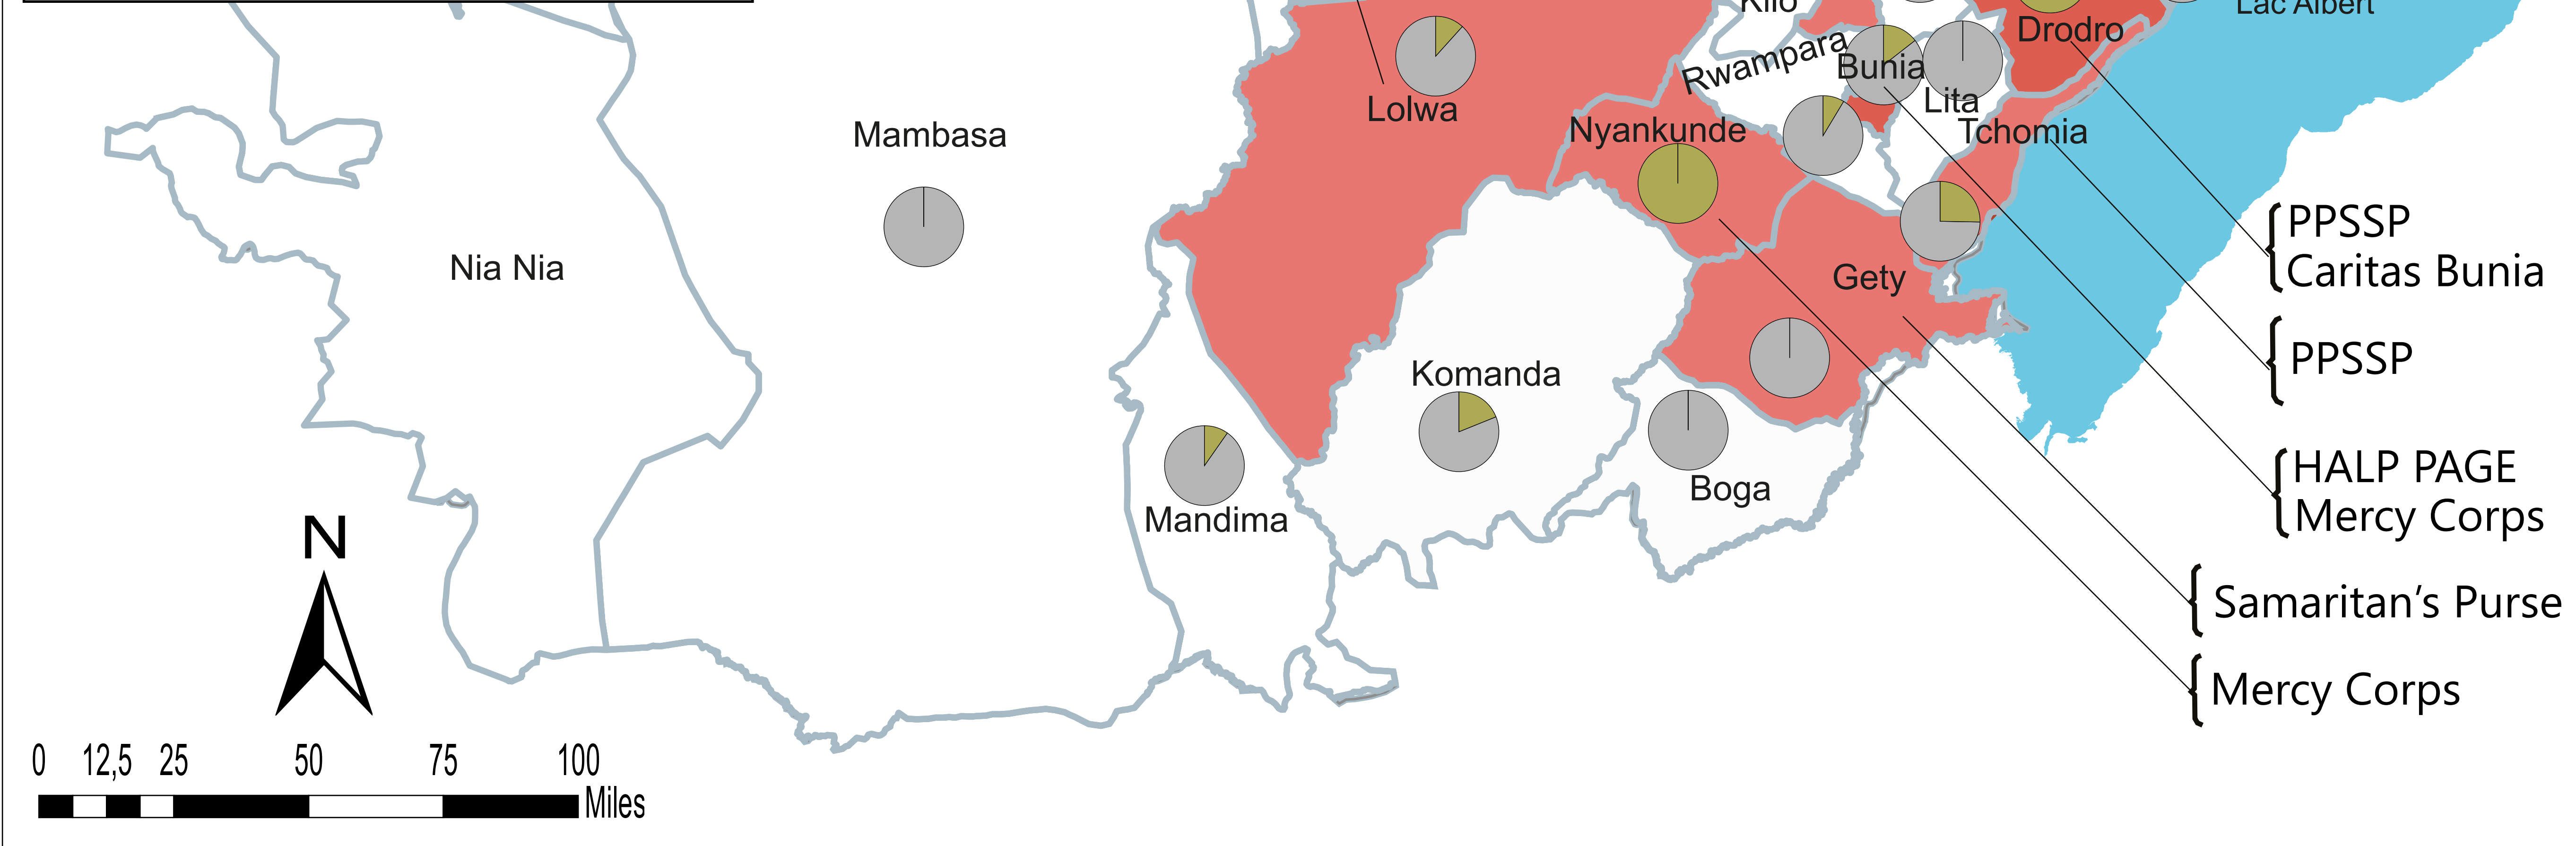 Kilo
Lac Albert
Drodro
Rwampara
Bunia
Lolwa
Lita
Nyankunde
Tchomia
Mambasa
PPSSP
Caritas Bunia
Nia Nia
Gety
PPSSP
Komanda
HALP PAGE
Mercy Corps
Boga
Mandima
N
Samaritan’s Purse
Mercy Corps
0 12,5 25 50 75 100
Miles